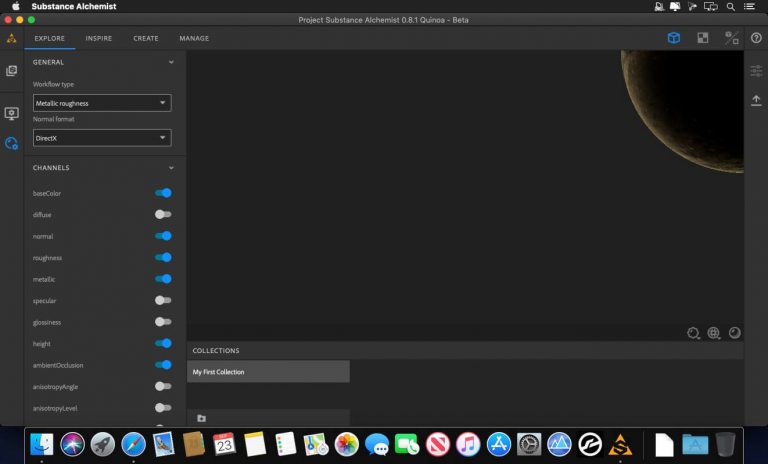 Substance Alchemist
Project Substance Alchemist 0.8.1 Quinoa - Beta
EXPLORE INSPIRE CREATE MANAGE
GENERAL
Workflow type
Metallic roughness
Normal format
DirectX
CHANNELS
baseColor
diffuse
normal
roughness
metallic
specular
glossiness
height
ambientOcclusion
anisotropyAngle
anisotropyLevel
COLLECTIONS
My First Collection
23